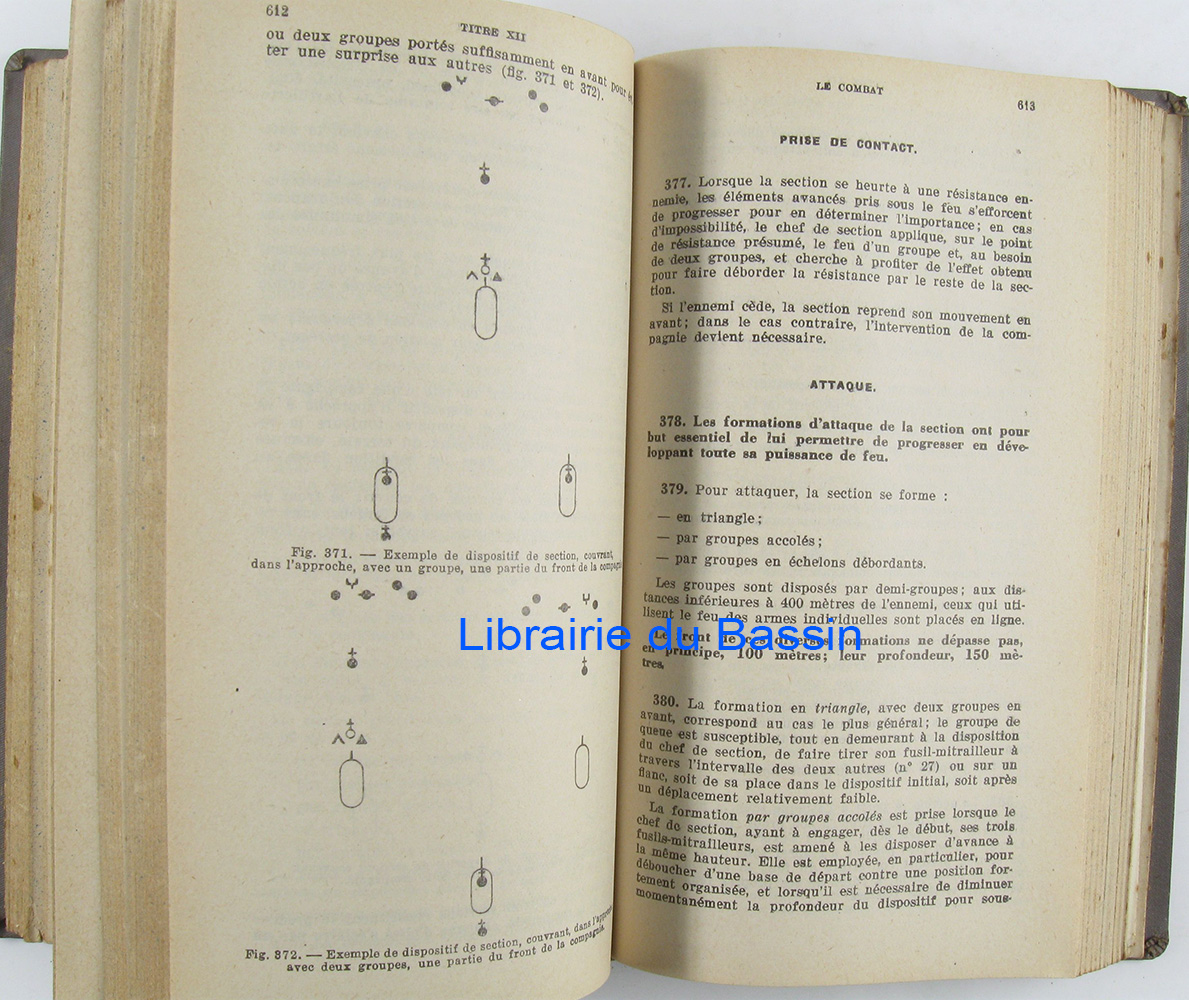 612
TITRE XII
ou deux groupes portés suffisamment en avant pour é-
ter une surprise aux autres (fig. 371 et 372).
Fig. 371. — Exemple de dispositif de section, couvrant,
dans l'approche, avec un groupe, une partie du front de la compagnie
Fig. 372. — Exemple de dispositif de section, couvrant, dans l'approche
avec deux groupes, une partie du front de la compagnie.
LE COMBAT
613
PRISE DE CONTACT.
377. Lorsque la section se heurte à une résistance en-
nemie, les éléments avancés pris sous le feu s'efforcent
de progresser pour en déterminer l'importance; en cas
d'impossibilité, le chef de section applique, sur le point
de résistance présumé, le feu d'un groupe et, au besoin
de deux groupes, et cherche à profiter de l'effet obtenu
pour faire déborder la résistance par le reste de la sec-
tion.
Si l'ennemi cède, la section reprend son mouvement en
avant; dans le cas contraire, l'intervention de la com-
pagnie devient nécessaire.
ATTAQUE.
378. Les formations d'attaque de la section ont pour
but essentiel de lui permettre de progresser en déve-
loppant toute sa puissance de feu.
379. Pour attaquer, la section se forme :
— en triangle;
— par groupes accolés;
— par groupes en échelons débordants.
Les groupes sont disposés par demi-groupes; aux dis-
tances inférieures à 400 mètres de l'ennemi, ceux qui uti-
lisent le feu des armes individuelles sont placés en ligne.
Le front de ces diverses formations ne dépasse pas,
en principe, 100 mètres; leur profondeur, 150 mè-
tres.
Librairie du Bassin
380. La formation en triangle, avec deux groupes en
avant, correspond au cas le plus général; le groupe de
queue est susceptible, tout en demeurant à la disposition
du chef de section, de faire tirer son fusil-mitrailleur à
travers l'intervalle des deux autres (n° 27) ou sur un
flanc, soit de sa place dans le dispositif initial, soit après
un déplacement relativement faible.
La formation par groupes accolés est prise lorsque le
chef de section, ayant à engager, dès le début, ses trois
fusils-mitrailleurs, est amené à les disposer d'avance à
la même hauteur. Elle est employée, en particulier, pour
déboucher d'une base de départ contre une position for-
tement organisée, et lorsqu'il est nécessaire de diminuer
momentanément la profondeur du dispositif pour sous-